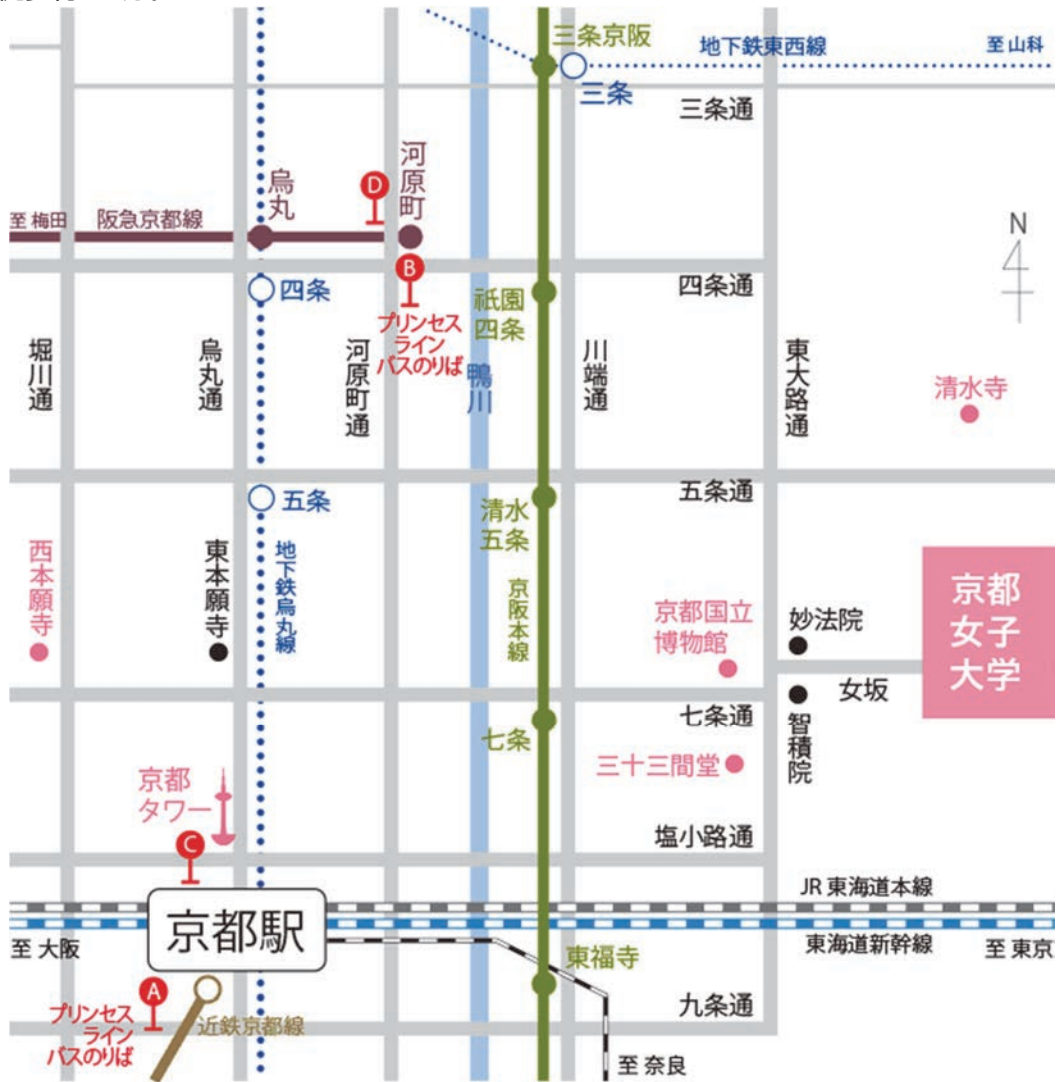 三条京阪
地下鉄東西線
至 山科
三条
三条通
D
河原町
烏丸
至 梅田
阪急京都線
N
B
四条
四条通
祇園
四条
プリンセス
ライン
バスのりば
堀川通
烏丸通
河原町通
鴨川
川端通
東大路通
清水寺
五条
五条通
清水
五条
西本願寺
東本願寺
地下鉄烏丸線
京阪本線
京都国立
博物館
妙法院
京都
女子
大学
女坂
七条
七条通
智積院
三十三間堂
京都
タワー
C
塩小路通
JR 東海道本線
京都駅
至 大阪
東海道新幹線
至 東京
東福寺
A
プリンセス
ライン
バスのりば
近鉄京都線
九条通
至 奈良